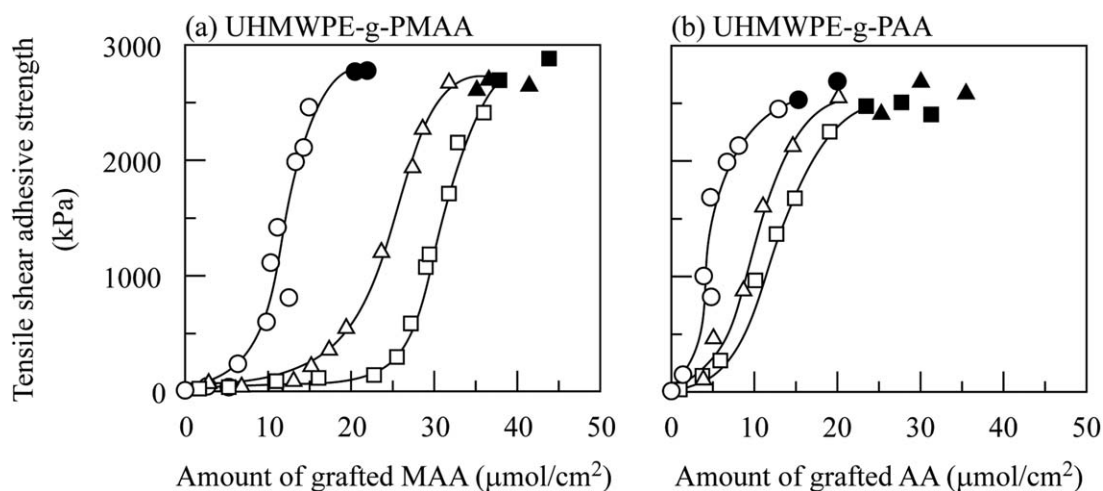 (a) UHMWPE-g-PMAA
(b) UHMWPE-g-PAA
Tensile shear adhesive strength
(kPa)
3000
2000
1000
0
0 10 20 30 40 50
0 10 20 30 40 50
Amount of grafted MAA (μmol/cm²)
Amount of grafted AA (μmol/cm²)